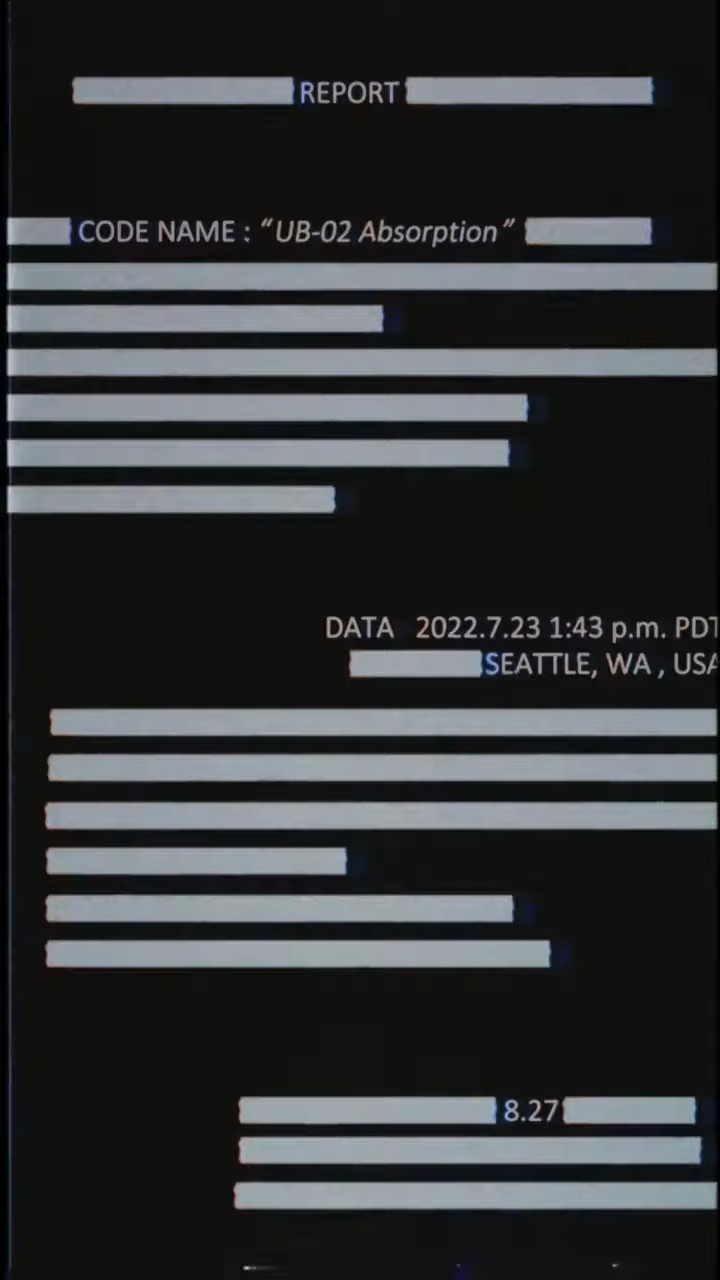 REPORT
CODE NAME : “UB-02 Absorption”
DATA 2022.7.23 1:43 p.m. PDT
SEATTLE, WA , USA
8.27